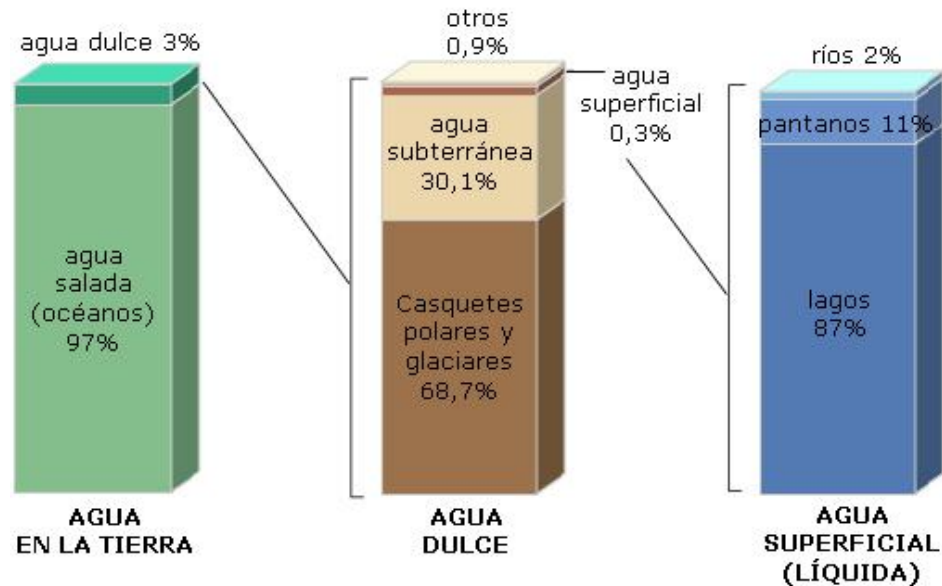 agua dulce 3%
agua
salada
(océanos)
97%
AGUA
EN LA TIERRA
otros
0,9%
agua
superficial
0,3%
agua
subterránea
30,1%
Casquetes
polares y
glaciares
68,7%
AGUA
DULCE
ríos 2%
pantanos 11%
lagos
87%
AGUA
SUPERFICIAL
(LÍQUIDA)